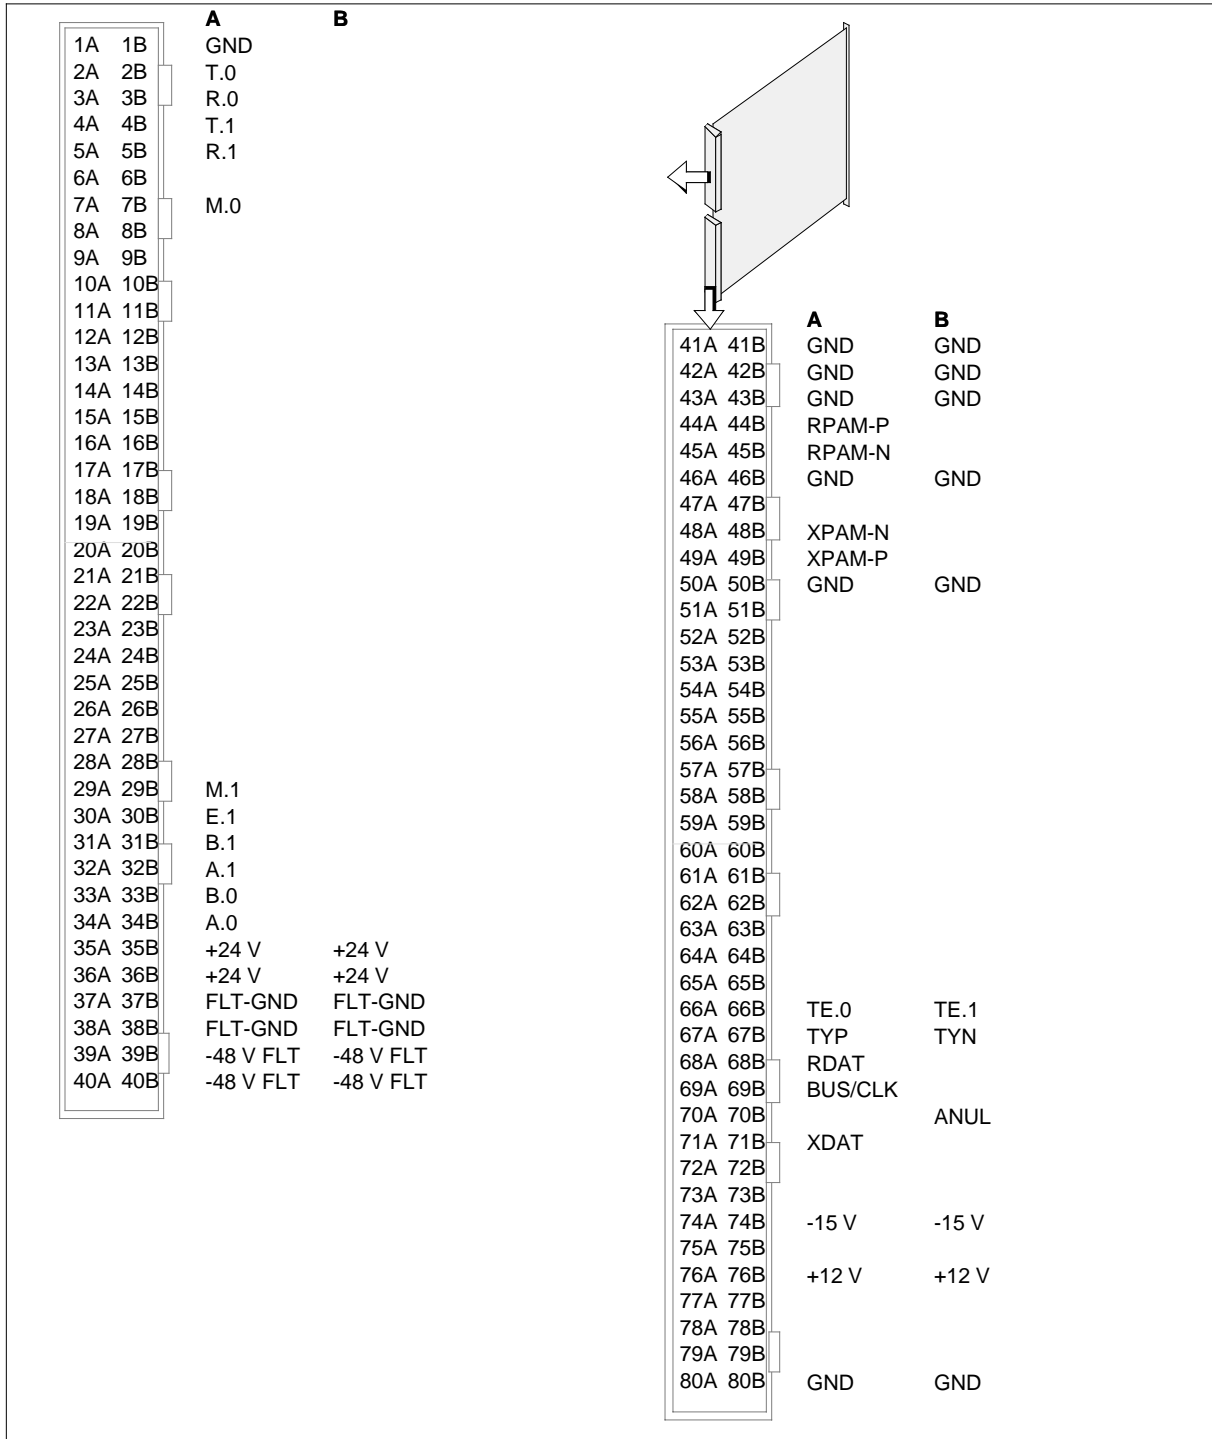 A B
1A 1B GND
2A 2B T.0
3A 3B R.0
4A 4B T.1
5A 5B R.1
6A 6B
7A 7B M.0
8A 8B
9A 9B
10A 10B
11A 11B
12A 12B
13A 13B
14A 14B
15A 15B
16A 16B
17A 17B
18A 18B
19A 19B
20A 20B
21A 21B
22A 22B
23A 23B
24A 24B
25A 25B
26A 26B
27A 27B
28A 28B
29A 29B M.1
30A 30B E.1
31A 31B B.1
32A 32B A.1
33A 33B B.0
34A 34B A.0
35A 35B +24 V +24 V
36A 36B +24 V +24 V
37A 37B FLT-GND FLT-GND
38A 38B FLT-GND FLT-GND
39A 39B -48 V FLT -48 V FLT
40A 40B -48 V FLT -48 V FLT
A B
41A 41B GND GND
42A 42B GND GND
43A 43B GND GND
44A 44B RPAM-P
45A 45B RPAM-N
46A 46B GND GND
47A 47B
48A 48B XPAM-N
49A 49B XPAM-P
50A 50B GND GND
51A 51B
52A 52B
53A 53B
54A 54B
55A 55B
56A 56B
57A 57B
58A 58B
59A 59B
60A 60B
61A 61B
62A 62B
63A 63B
64A 64B
65A 65B
66A 66B TE.0 TE.1
67A 67B TYP TYN
68A 68B RDAT
69A 69B BUS/CLK
70A 70B ANUL
71A 71B XDAT
72A 72B
73A 73B
74A 74B -15 V -15 V
75A 75B
76A 76B +12 V +12 V
77A 77B
78A 78B
79A 79B
80A 80B GND GND